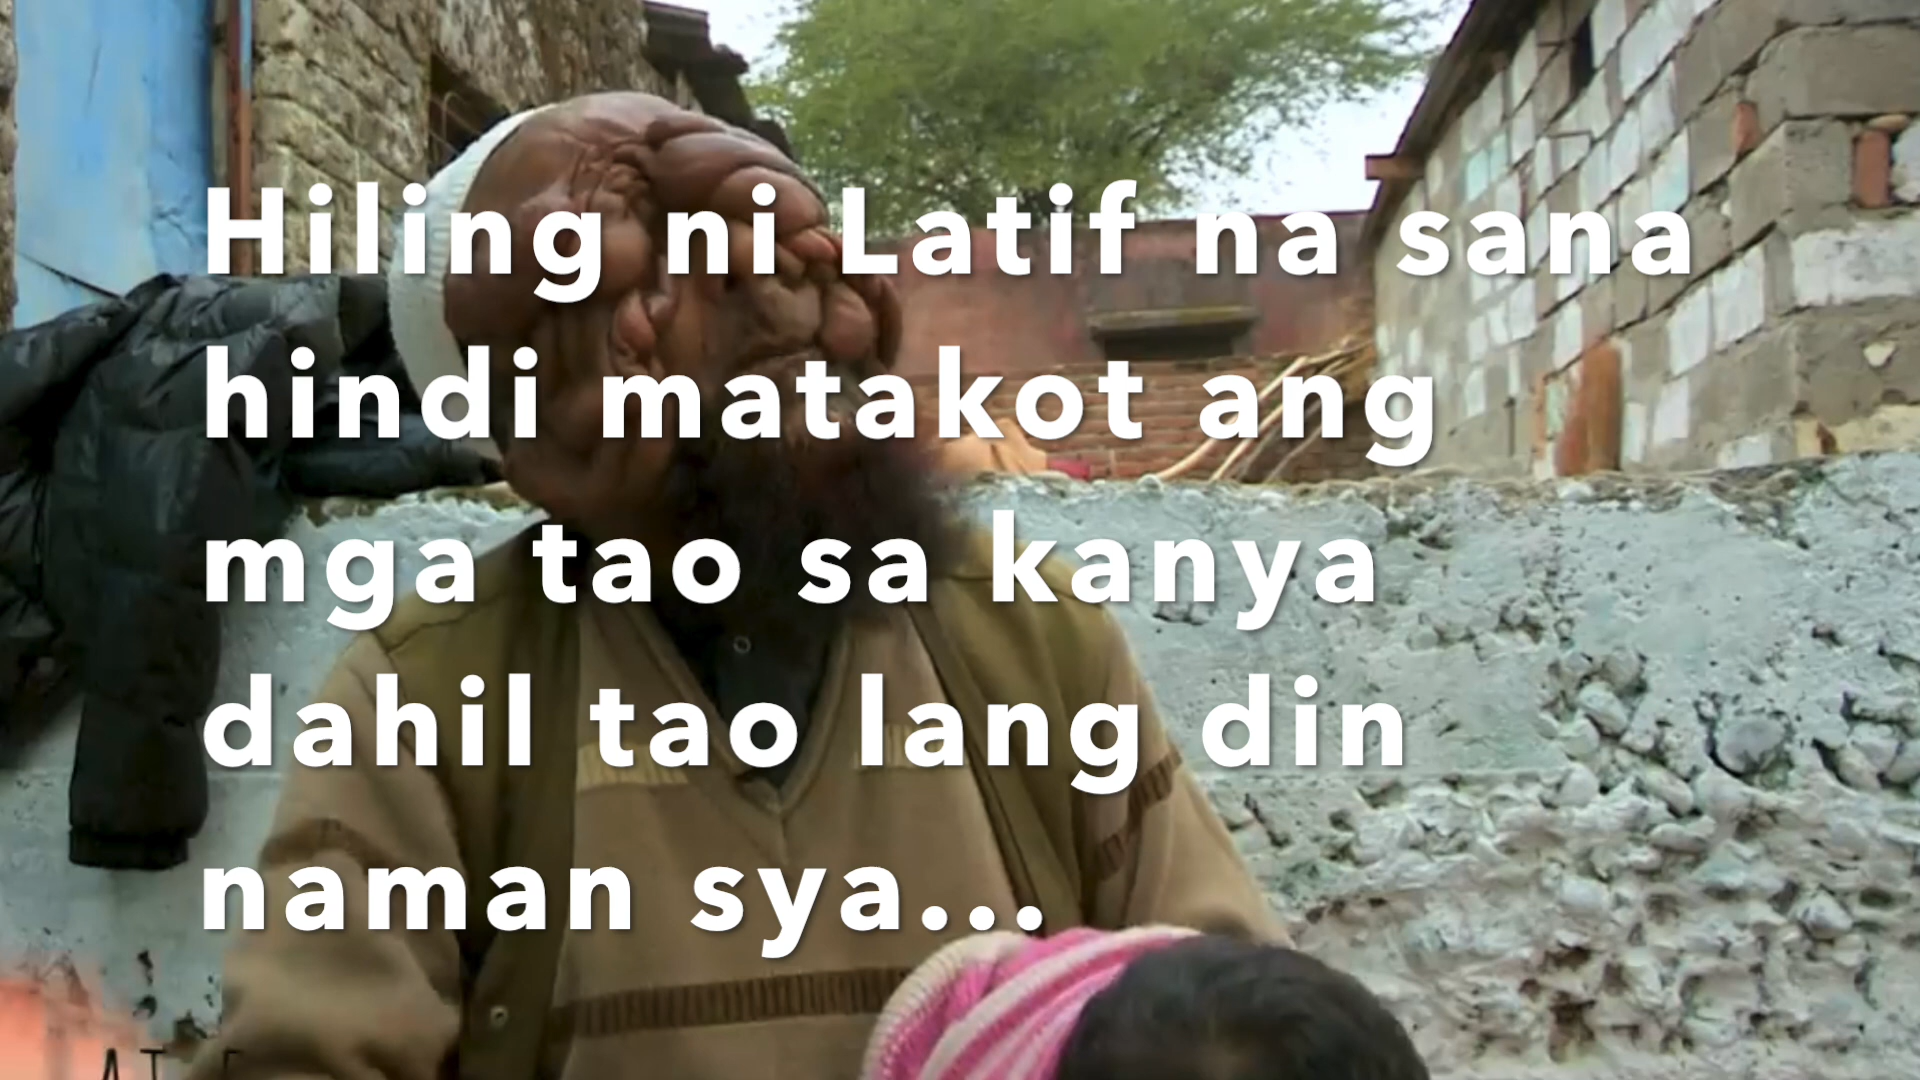 Hiling ni Latif na sana
hindi matakot ang
mga tao sa kanya
dahil tao lang din
naman sya...